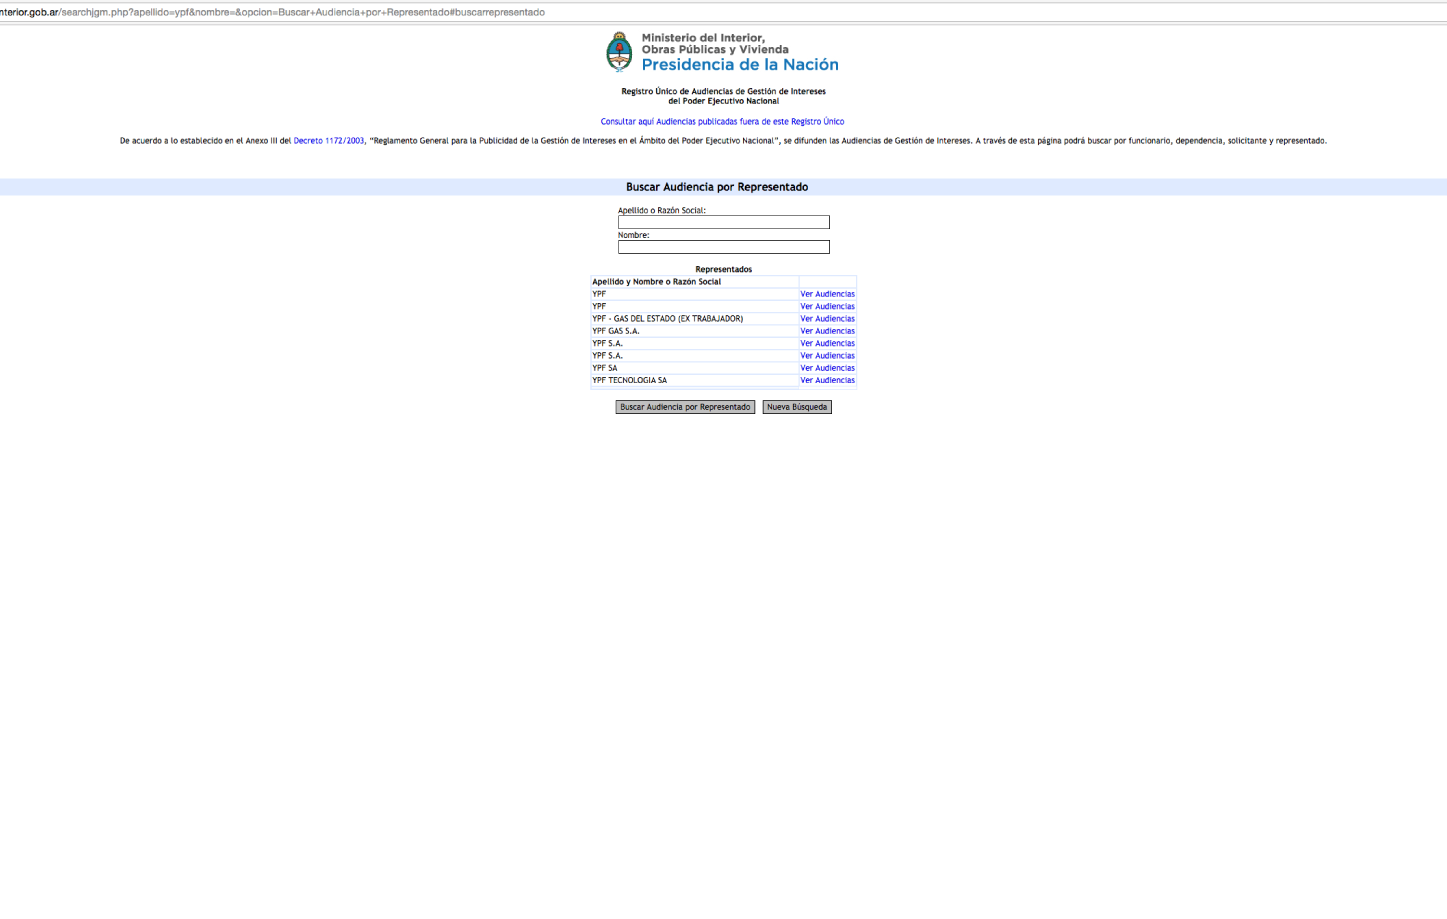 nterior.gob.ar/searchjgm.php?apellido=ypf&nombre=&opcion=Buscar+Audiencia+por+Representado#buscarrepresentado
Ministerio del Interior,
Obras Públicas y Vivienda
Presidencia de la Nación
Registro Único de Audiencias de Gestión de Intereses
del Poder Ejecutivo Nacional
Consultar aquí Audiencias publicadas fuera de este Registro Único
De acuerdo a lo establecido en el Anexo III del Decreto 1172/2003, “Reglamento General para la Publicidad de la Gestión de Intereses en el Ámbito del Poder Ejecutivo Nacional”, se difunden las Audiencias de Gestión de Intereses. A través de esta página podrá buscar por funcionario, dependencia, solicitante y representado.
Buscar Audiencia por Representado
Apellido o Razón Social:
Nombre:
Representados
Apellido y Nombre o Razón Social
YPF Ver Audiencias
YPF Ver Audiencias
YPF - GAS DEL ESTADO (EX TRABAJADOR) Ver Audiencias
YPF GAS S.A. Ver Audiencias
YPF S.A. Ver Audiencias
YPF S.A. Ver Audiencias
YPF SA Ver Audiencias
YPF TECNOLOGIA SA Ver Audiencias
Buscar Audiencia por Representado Nueva Búsqueda